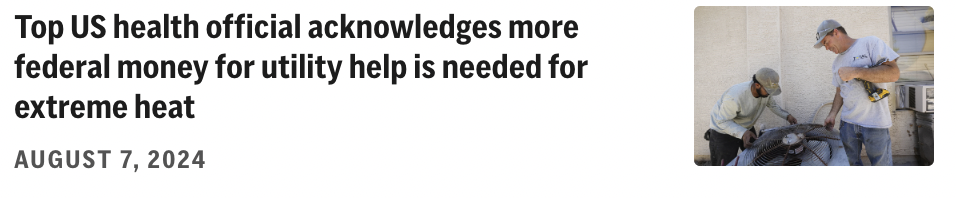 Top US health official acknowledges more
federal money for utility help is needed for
extreme heat
AUGUST 7, 2024